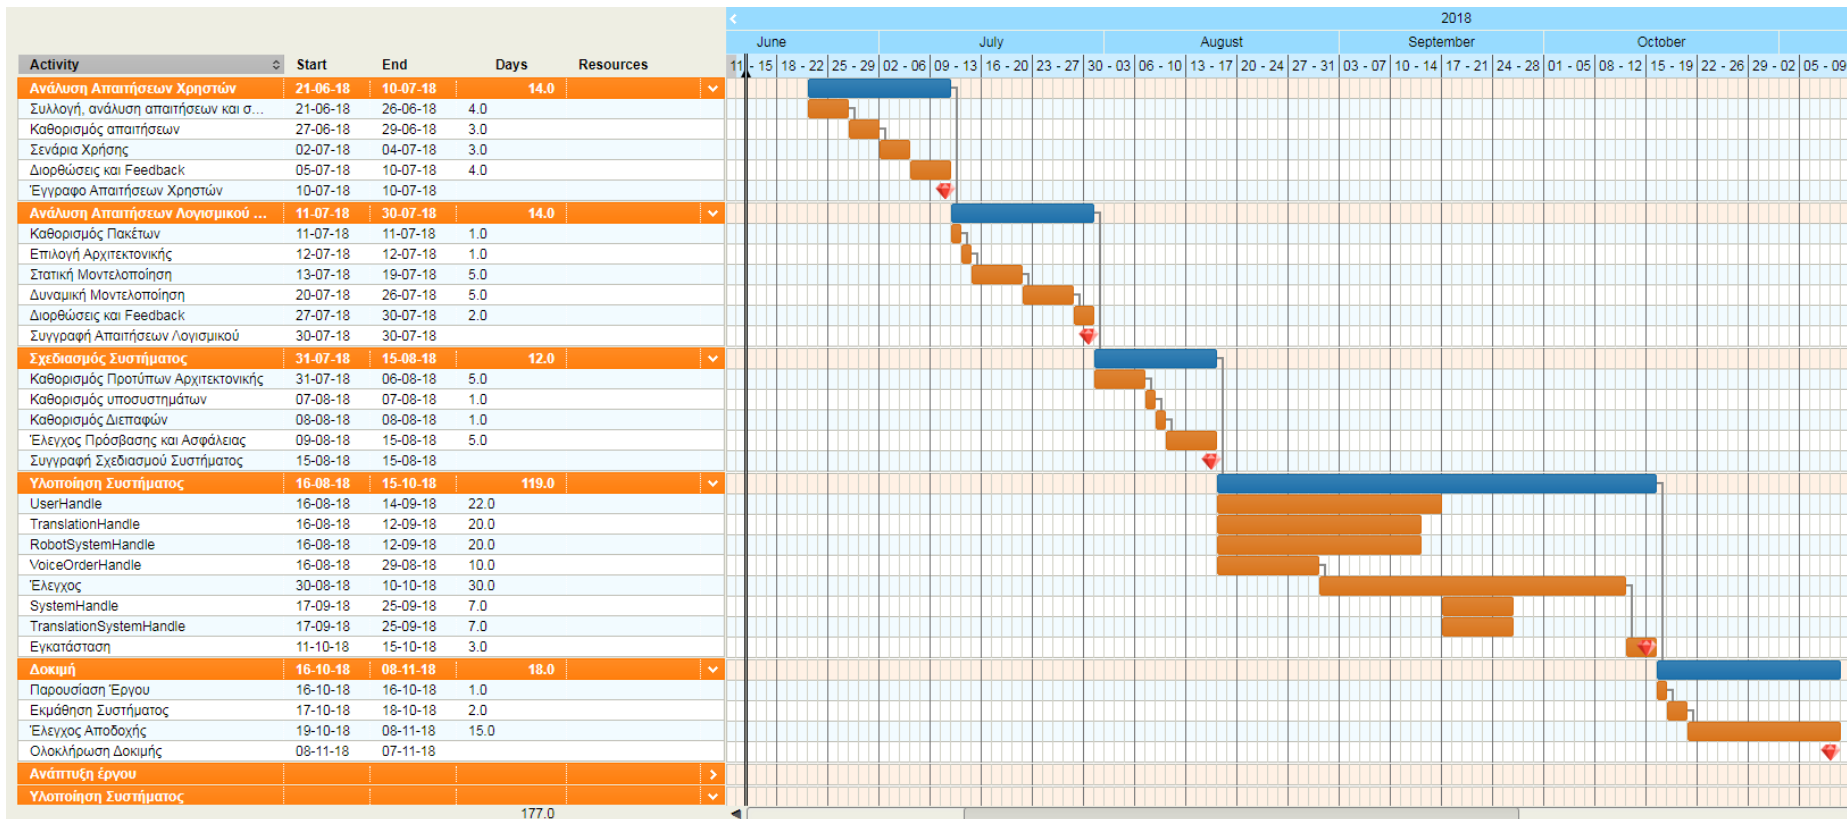 2018
June July August September October
Activity Start End Days Resources 11 - 15 18 - 22 25 - 29 02 - 06 09 - 13 16 - 20 23 - 27 30 - 03 06 - 10 13 - 17 20 - 24 27 - 31 03 - 07 10 - 14 17 - 21 24 - 28 01 - 05 08 - 12 15 - 19 22 - 26 29 - 02 05 - 09
Ανάλυση Απαιτήσεων Χρηστών 21-06-18 10-07-18 14.0
Συλλογή, ανάλυση απαιτήσεων και σ... 21-06-18 26-06-18 4.0
Καθορισμός απαιτήσεων 27-06-18 29-06-18 3.0
Σενάρια Χρήσης 02-07-18 04-07-18 3.0
Διορθώσεις και Feedback 05-07-18 10-07-18 4.0
Έγγραφο Απαιτήσεων Χρηστών 10-07-18 10-07-18
Ανάλυση Απαιτήσεων Λογισμικού ... 11-07-18 30-07-18 14.0
Καθορισμός Πακέτων 11-07-18 11-07-18 1.0
Επιλογή Αρχιτεκτονικής 12-07-18 12-07-18 1.0
Στατική Μοντελοποίηση 13-07-18 19-07-18 5.0
Δυναμική Μοντελοποίηση 20-07-18 26-07-18 5.0
Διορθώσεις και Feedback 27-07-18 30-07-18 2.0
Συγγραφή Απαιτήσεων Λογισμικού 30-07-18 30-07-18
Σχεδιασμός Συστήματος 31-07-18 15-08-18 12.0
Καθορισμός Προτύπων Αρχιτεκτονικής 31-07-18 06-08-18 5.0
Καθορισμός υποσυστημάτων 07-08-18 07-08-18 1.0
Καθορισμός Διεπαφών 08-08-18 08-08-18 1.0
Έλεγχος Πρόσβασης και Ασφάλειας 09-08-18 15-08-18 5.0
Συγγραφή Σχεδιασμού Συστήματος 15-08-18 15-08-18
Υλοποίηση Συστήματος 16-08-18 15-10-18 119.0
UserHandle 16-08-18 14-09-18 22.0
TranslationHandle 16-08-18 12-09-18 20.0
RobotSystemHandle 16-08-18 12-09-18 20.0
VoiceOrderHandle 16-08-18 29-08-18 10.0
Έλεγχος 30-08-18 10-10-18 30.0
SystemHandle 17-09-18 25-09-18 7.0
TranslationSystemHandle 17-09-18 25-09-18 7.0
Εγκατάσταση 11-10-18 15-10-18 3.0
Δοκιμή 16-10-18 08-11-18 18.0
Παρουσίαση Έργου 16-10-18 16-10-18 1.0
Εκμάθηση Συστήματος 17-10-18 18-10-18 2.0
Έλεγχος Αποδοχής 19-10-18 08-11-18 15.0
Ολοκλήρωση Δοκιμής 08-11-18 07-11-18
Ανάπτυξη έργου
Υλοποίηση Συστήματος
177.0